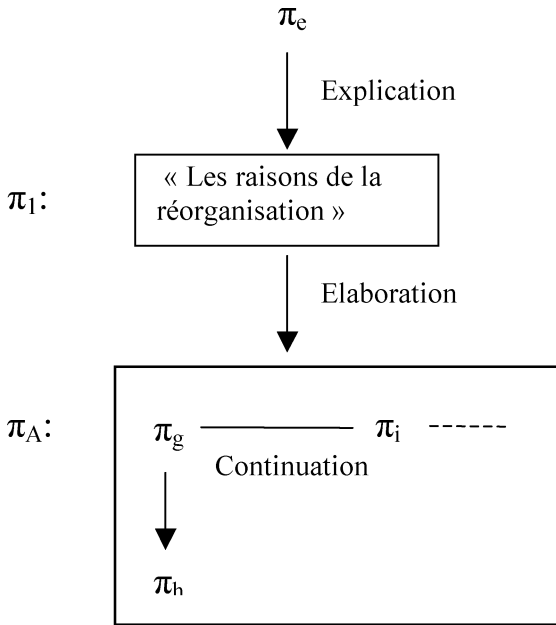 πe
Explication
π1:
« Les raisons de la
réorganisation »
Elaboration
πA:
πg
πi
Continuation
πh